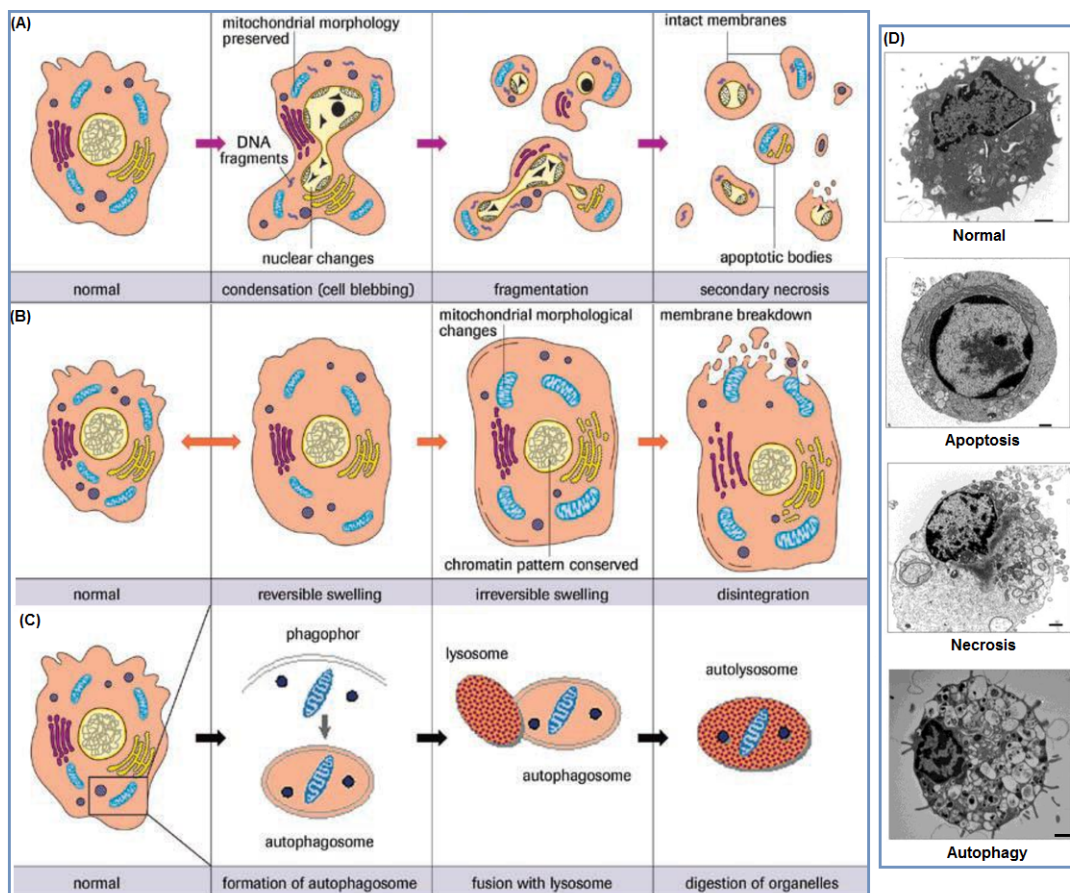 (A)
mitochondrial morphology
preserved
intact membranes
DNA
fragments
nuclear changes
apoptotic bodies
normal
condensation (cell blebbing)
fragmentation
secondary necrosis
(B)
mitochondrial morphological
changes
membrane breakdown
chromatin pattern conserved
normal
reversible swelling
irreversible swelling
disintegration
(C)
phagophor
lysosome
autolysosome
autophagosome
autophagosome
normal
formation of autophagosome
fusion with lysosome
digestion of organelles
(D)
Normal
Apoptosis
Necrosis
Autophagy